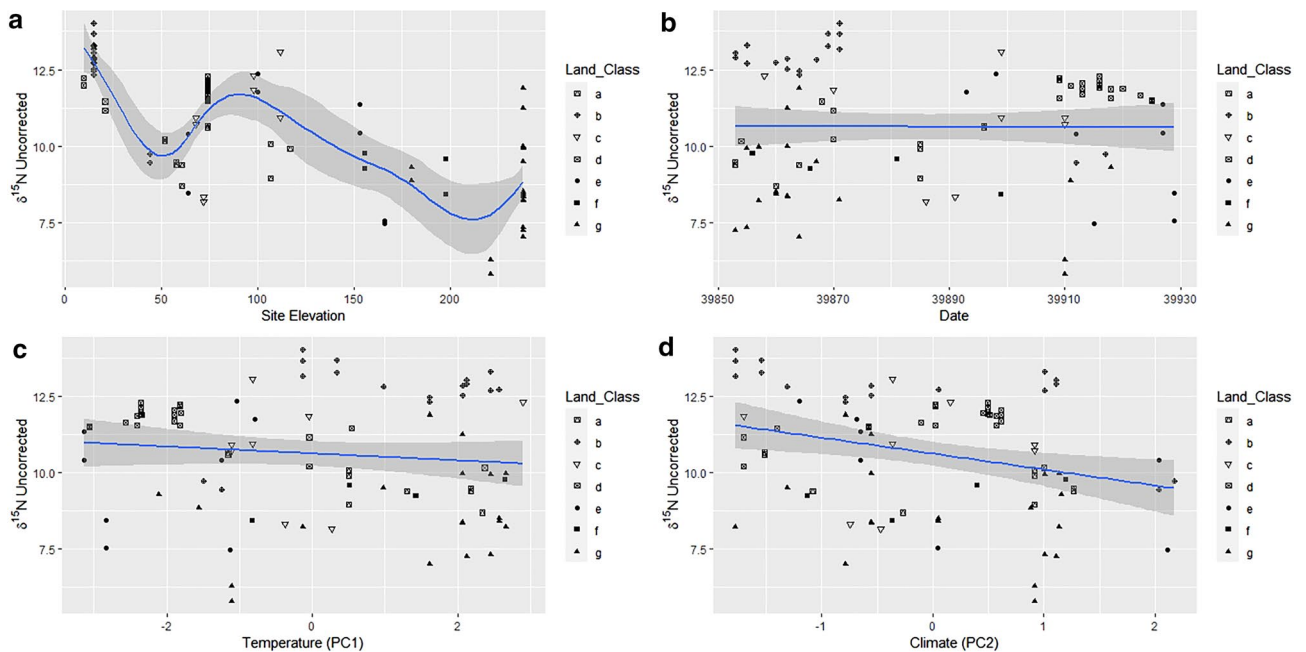 a
δ¹⁵N Uncorrected
12.5
10.0
7.5
0
50
100
150
200
Site Elevation
Land_Class
a
b
c
d
e
f
g
b
δ¹⁵N Uncorrected
12.5
10.0
7.5
39850
39870
39890
39910
39930
Date
Land_Class
a
b
c
d
e
f
g
c
δ¹⁵N Uncorrected
12.5
10.0
7.5
-2
0
2
Temperature (PC1)
Land_Class
a
b
c
d
e
f
g
d
δ¹⁵N Uncorrected
12.5
10.0
7.5
-1
0
1
2
Climate (PC2)
Land_Class
a
b
c
d
e
f
g